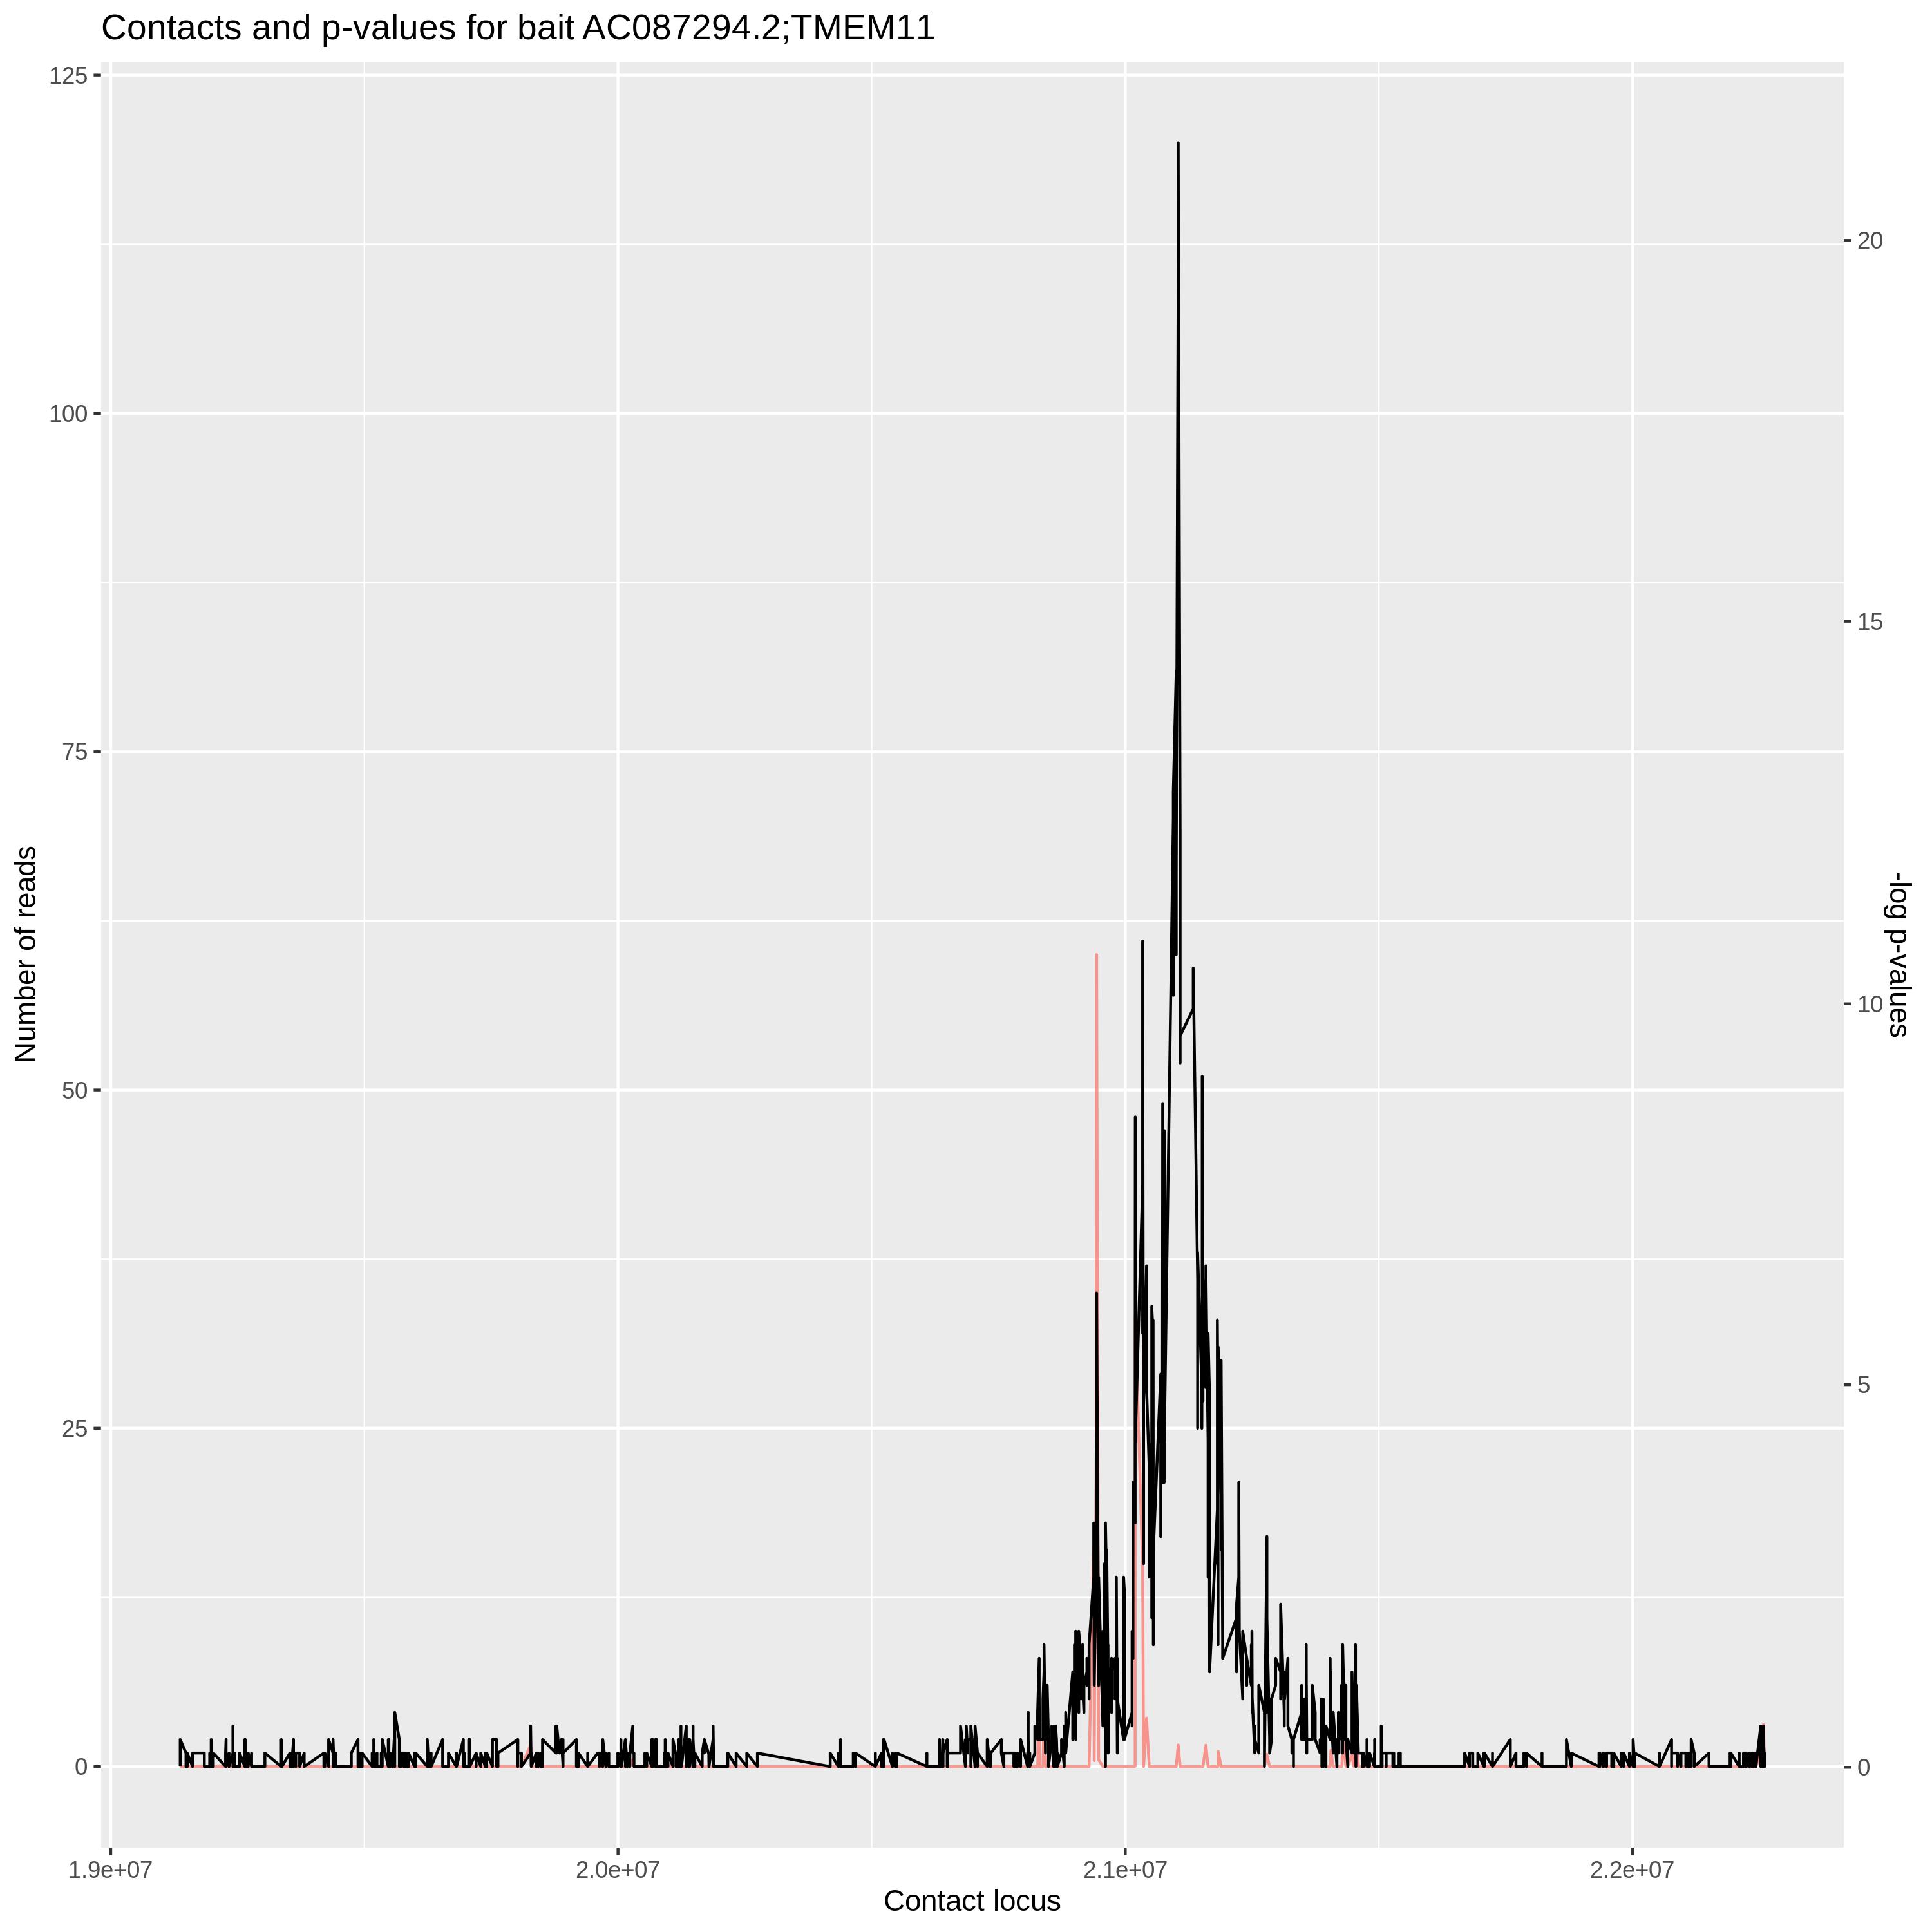 Contacts and p-values for bait AC087294.2;TMEM11
125
100
75
50
25
0
Number of reads
20
15
10
5
0
-log p-values
1.9e+07
2.0e+07
2.1e+07
2.2e+07
Contact locus